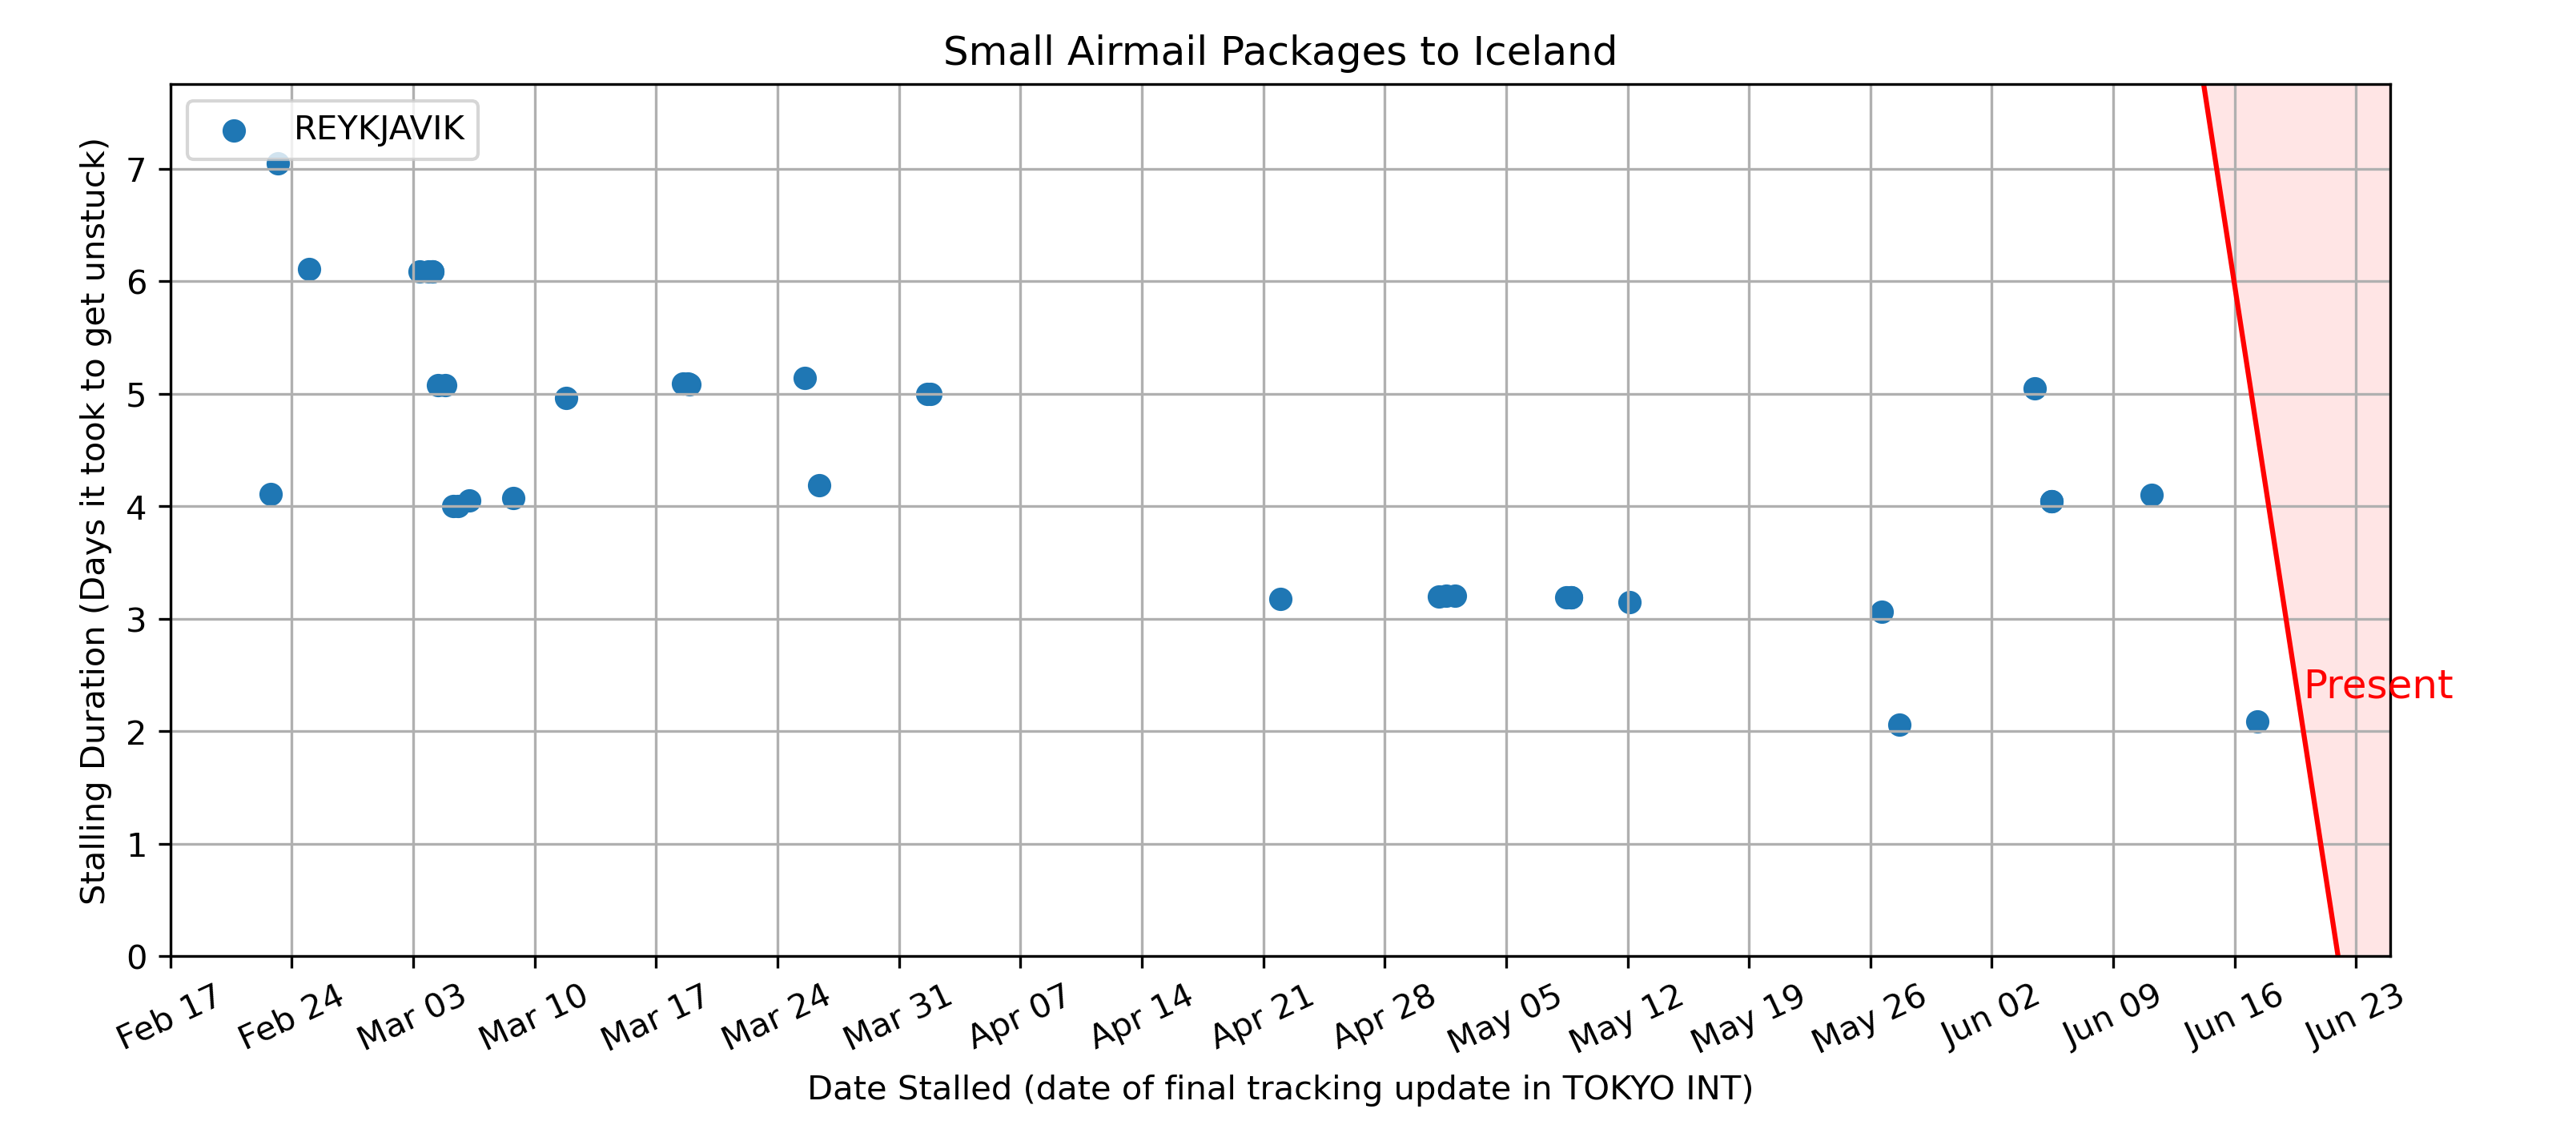 Small Airmail Packages to Iceland
REYKJAVIK
Stalling Duration (Days it took to get unstuck)
7
6
5
4
3
2
1
0
Present
Feb 17
Feb 24
Mar 03
Mar 10
Mar 17
Mar 24
Mar 31
Apr 07
Apr 14
Apr 21
Apr 28
May 05
May 12
May 19
May 26
Jun 02
Jun 09
Jun 16
Jun 23
Date Stalled (date of final tracking update in TOKYO INT)